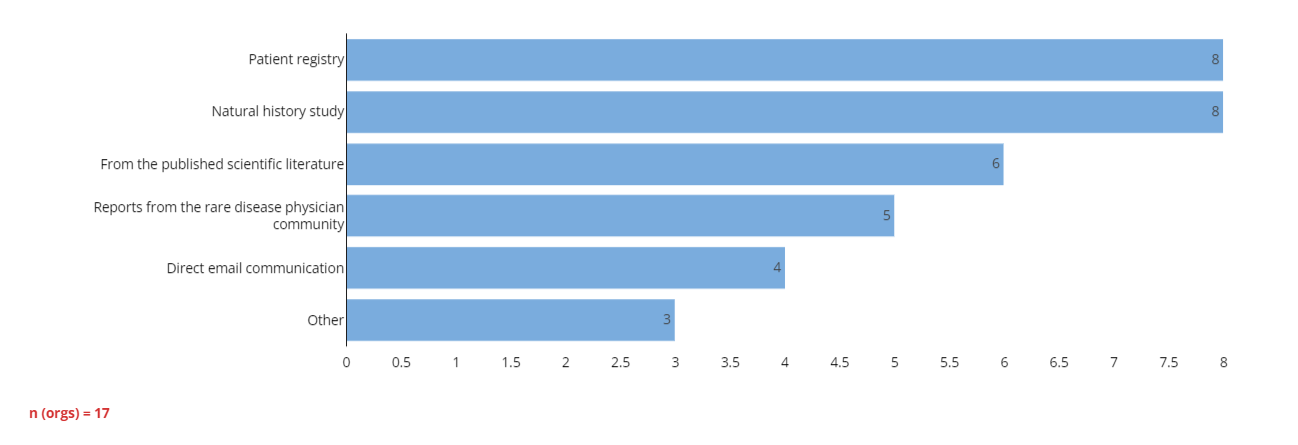 Patient registry
8
Natural history study
8
From the published scientific literature
6
Reports from the rare disease physician
community
5
Direct email communication
4
Other
3
0 0.5 1 1.5 2 2.5 3 3.5 4 4.5 5 5.5 6 6.5 7 7.5 8
n (orgs) = 17